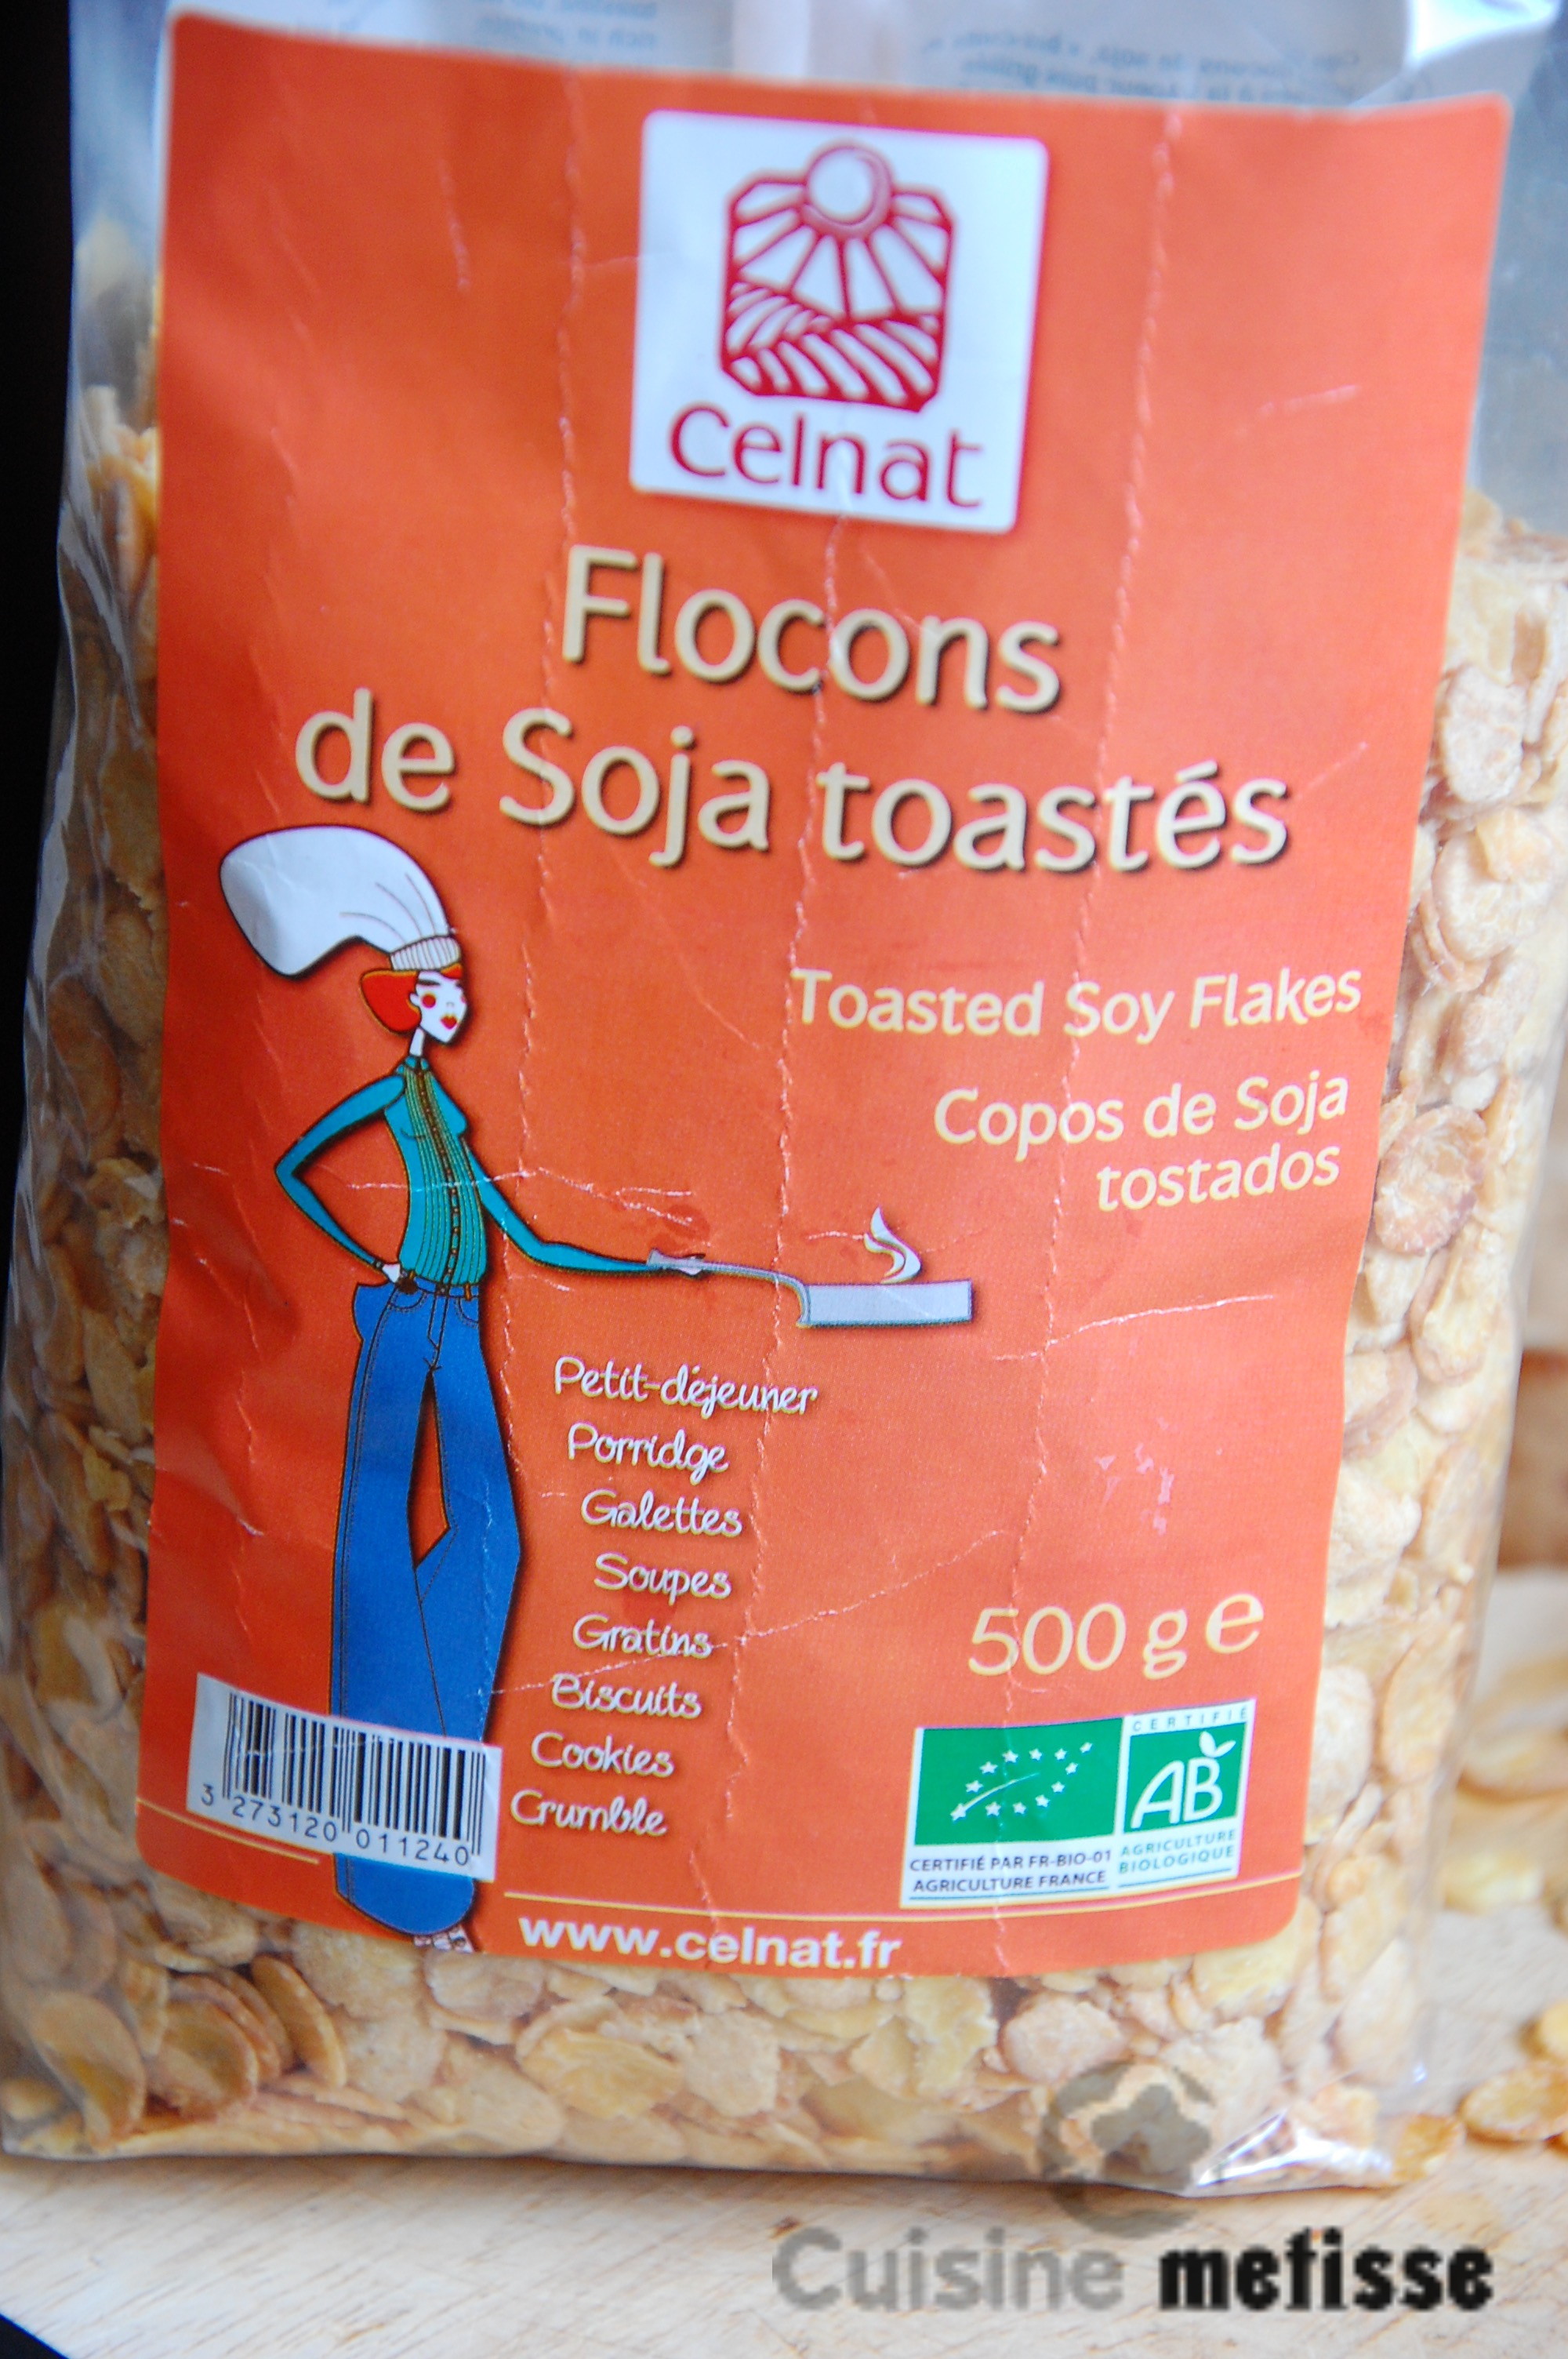 Celnat
Flocons
de Soja toastés
Toasted Soy Flakes
Copos de Soja
tostados
Petit-déjeuner
Porridge
Galettes
Soupes
Gratins
Biscuits
Cookies
Crumble
500 g e
3 273120 011240
CERTIFIÉ
AB
CERTIFIÉ PAR FR-BIO-01
AGRICULTURE FRANCE
AGRICULTURE
BIOLOGIQUE
www.celnat.fr
Cuisine metisse